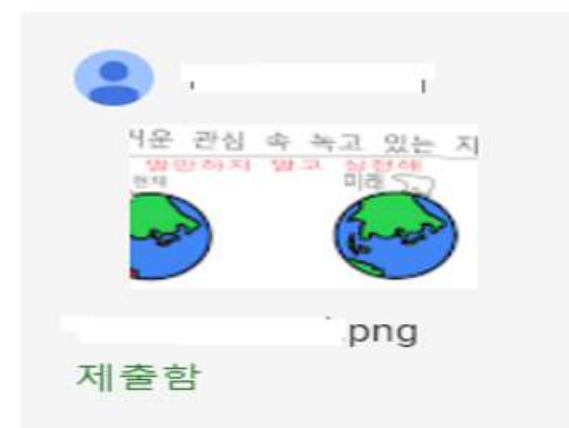 관심 속 녹고 있는 지
말만하지 말고 실천해
현재 미래
.png
제출함